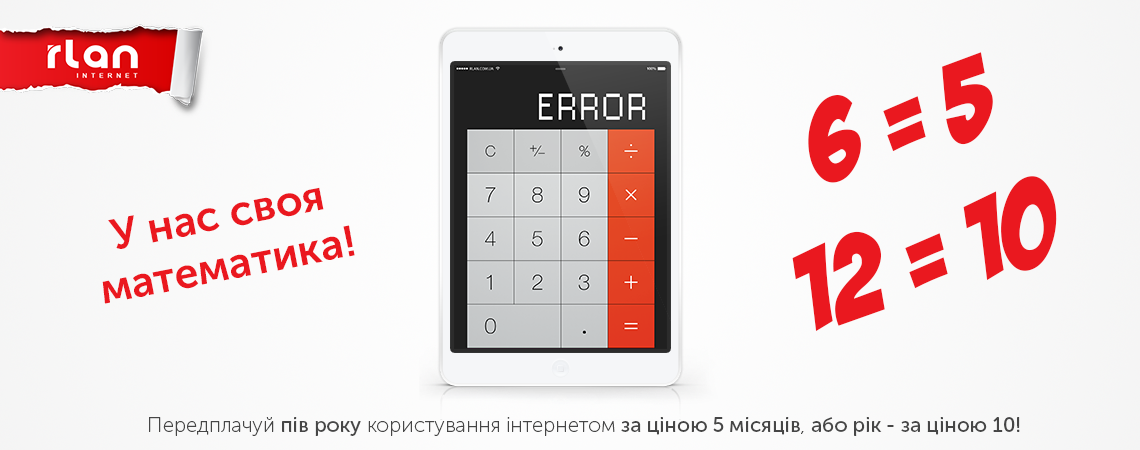 rlan
INTERNET
RLAN.COM.UA
100%
ERROR
C +/- % ÷
7 8 9 ×
4 5 6 −
1 2 3 +
0 . =
У нас своя
математика!
6 = 5
12 = 10
Передплачуй пів року користування інтернетом за ціною 5 місяців, або рік - за ціною 10!